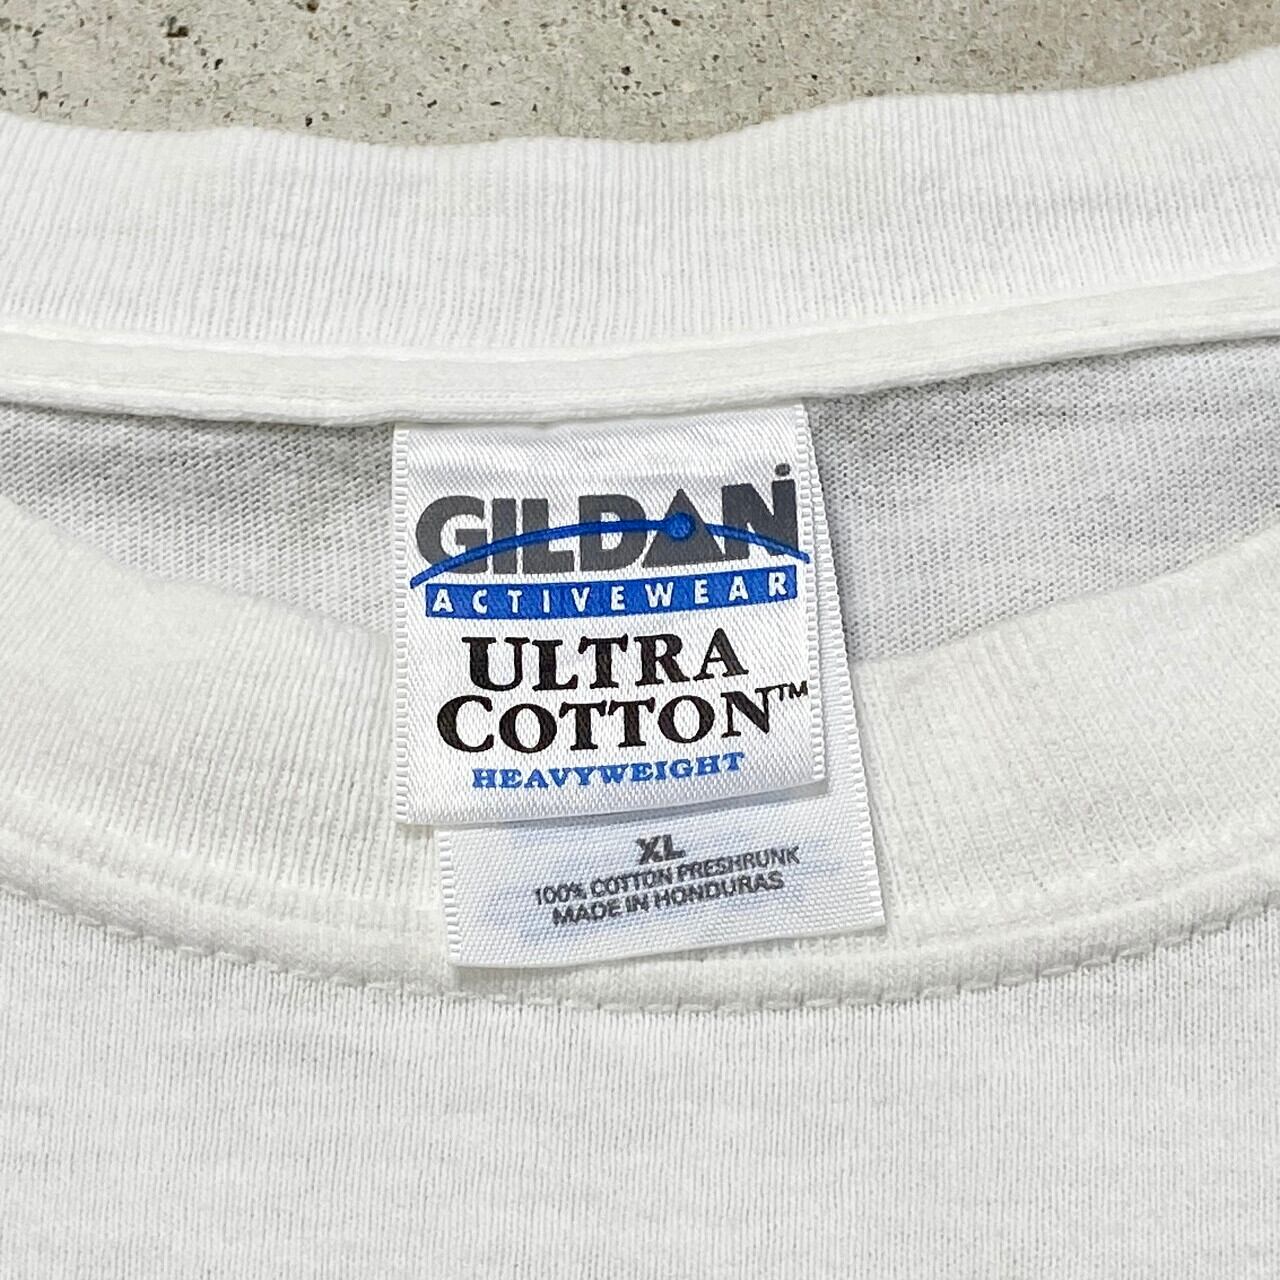 GILDAN
ACTIVEWEAR
ULTRA
COTTON™
HEAVYWEIGHT
XL
100% COTTON PRESHRUNK
MADE IN HONDURAS